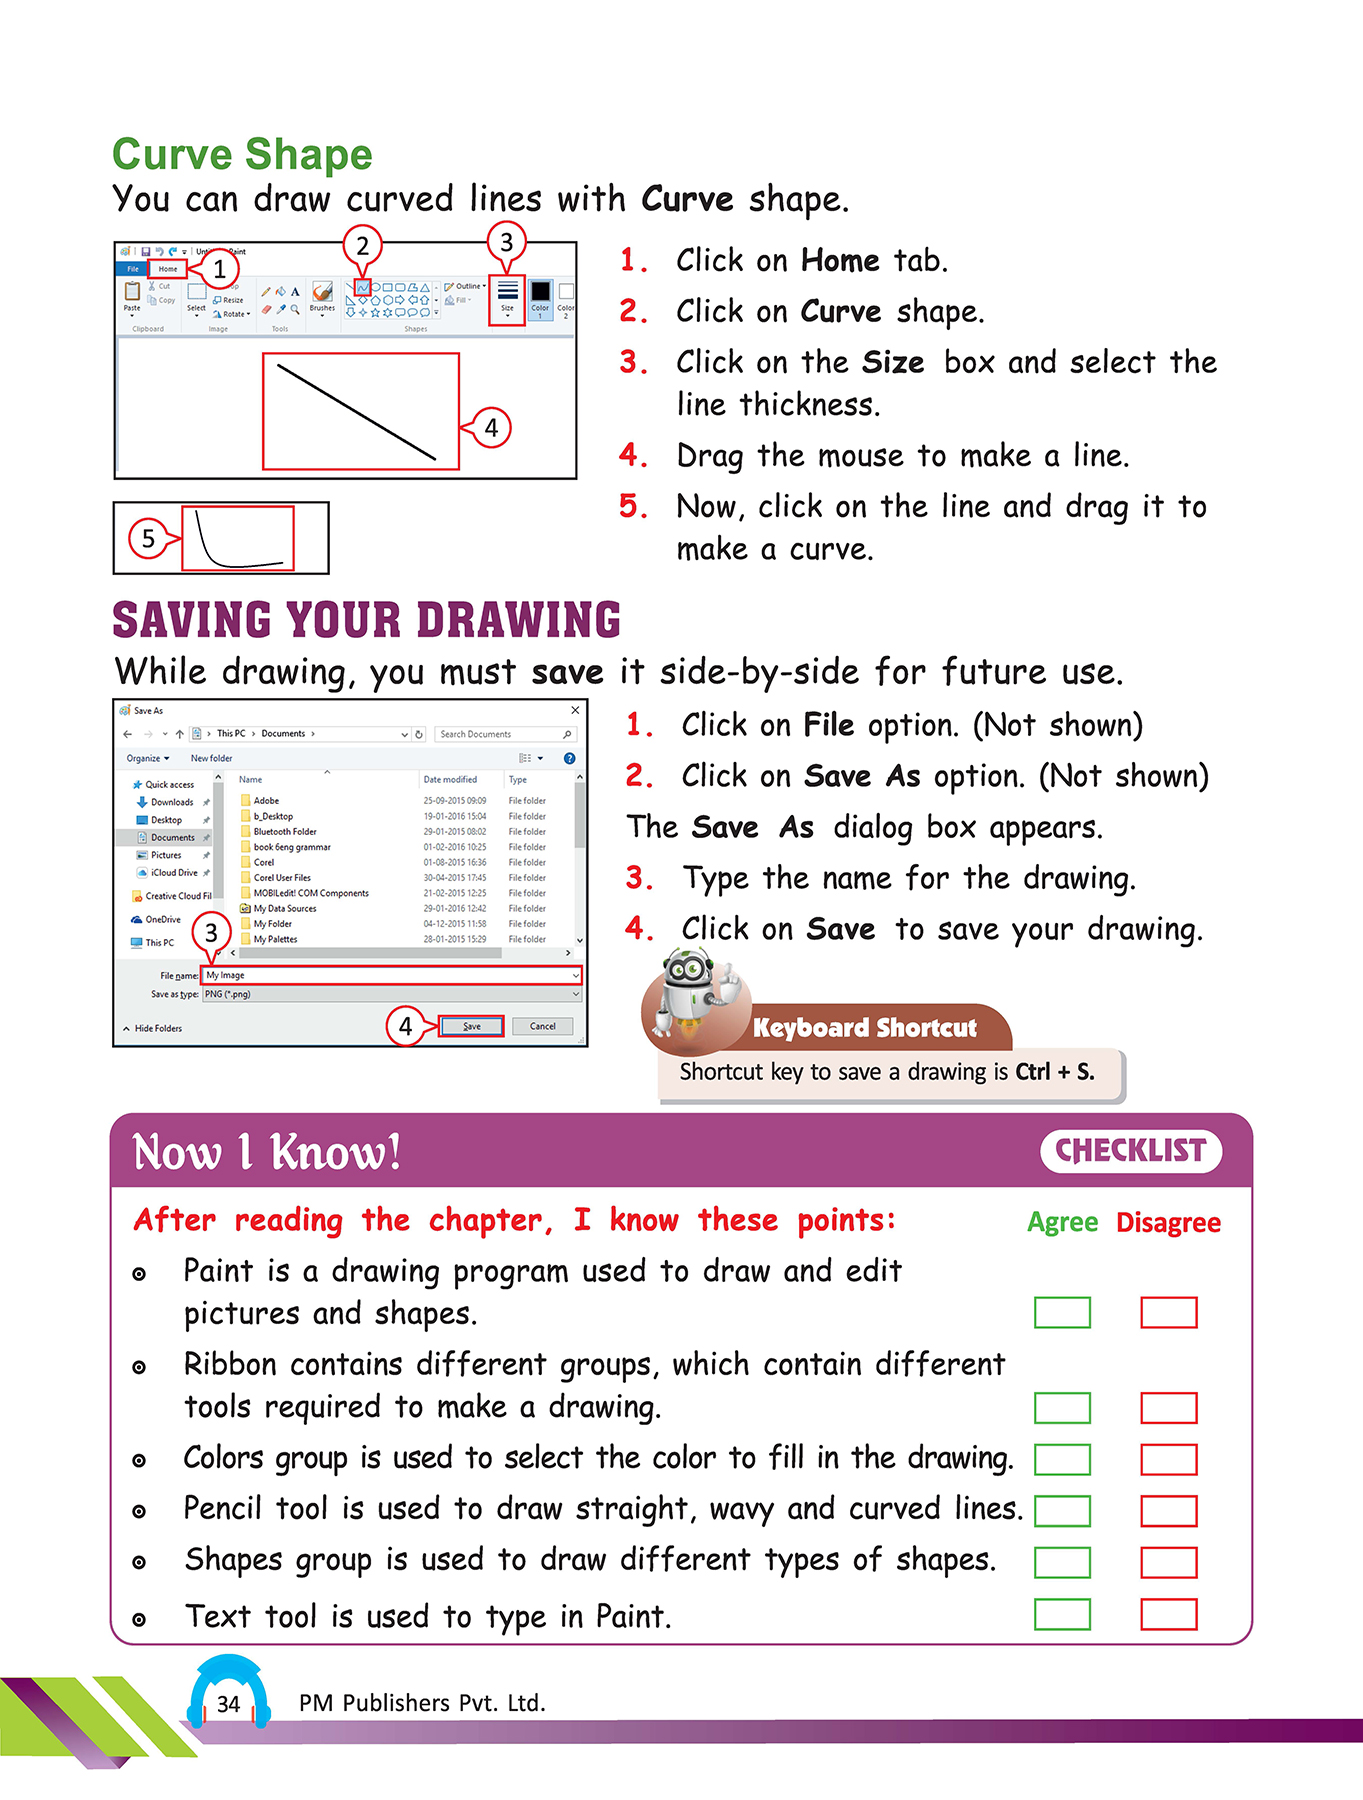 Curve Shape
You can draw curved lines with Curve shape.
Paint
File
Home
1
2
3
Cut
Copy
Paste
Clipboard
Select
Resize
Rotate
Image
A
Tools
Brushes
Shapes
Outline
Fill
Size
Color
1
Color
2
4
5
1. Click on Home tab.
2. Click on Curve shape.
3. Click on the Size box and select the
line thickness.
4. Drag the mouse to make a line.
5. Now, click on the line and drag it to
make a curve.
SAVING YOUR DRAWING
While drawing, you must save it side-by-side for future use.
Save As
This PC > Documents >
Search Documents
Organize
New folder
Quick access
Downloads
Desktop
Documents
Pictures
iCloud Drive
Creative Cloud Fil
OneDrive
This PC
Name Date modified Type
Adobe 25-09-2015 09:09 File folder
b_Desktop 19-01-2016 15:04 File folder
Bluetooth Folder 29-01-2015 08:02 File folder
book 6eng grammar 01-02-2016 10:25 File folder
Corel 01-08-2015 16:36 File folder
Corel User Files 30-04-2015 17:45 File folder
MOBILedit! COM Components 21-02-2015 12:25 File folder
My Data Sources 29-01-2016 12:42 File folder
My Folder 04-12-2015 11:58 File folder
My Palettes 28-01-2015 15:29 File folder
3
File name: My Image
Save as type: PNG (*.png)
Hide Folders
4
Save
Cancel
1. Click on File option. (Not shown)
2. Click on Save As option. (Not shown)
The Save As dialog box appears.
3. Type the name for the drawing.
4. Click on Save to save your drawing.
Keyboard Shortcut
Shortcut key to save a drawing is Ctrl + S.
Now I Know!
CHECKLIST
After reading the chapter, I know these points: Agree Disagree
Paint is a drawing program used to draw and edit
pictures and shapes.
Ribbon contains different groups, which contain different
tools required to make a drawing.
Colors group is used to select the color to fill in the drawing.
Pencil tool is used to draw straight, wavy and curved lines.
Shapes group is used to draw different types of shapes.
Text tool is used to type in Paint.
34
PM Publishers Pvt. Ltd.